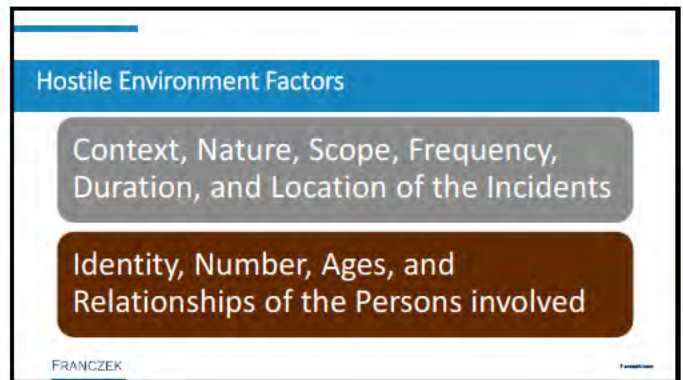 Hostile Environment Factors
Context, Nature, Scope, Frequency,
Duration, and Location of the Incidents
Identity, Number, Ages, and
Relationships of the Persons involved
FRANCZEK